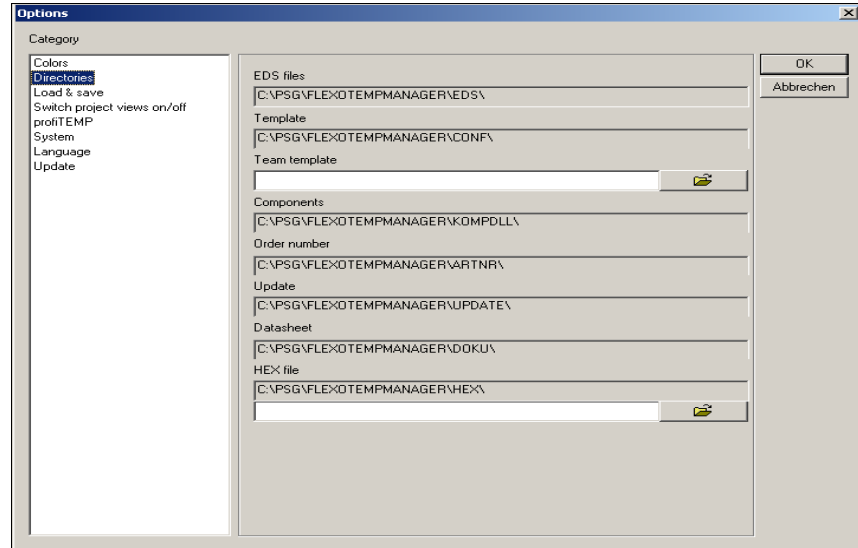 Options
Category
Colors
Directories
Load & save
Switch project views on/off
profiTEMP
System
Language
Update
EDS files
C:\PSG\FLEXOTEMPMANAGER\EDS\
Template
C:\PSG\FLEXOTEMPMANAGER\CONF\
Team template
Components
C:\PSG\FLEXOTEMPMANAGER\KOMPDLL\
Order number
C:\PSG\FLEXOTEMPMANAGER\ARTNR\
Update
C:\PSG\FLEXOTEMPMANAGER\UPDATE\
Datasheet
C:\PSG\FLEXOTEMPMANAGER\DOKU\
HEX file
C:\PSG\FLEXOTEMPMANAGER\HEX\
OK
Abbrechen